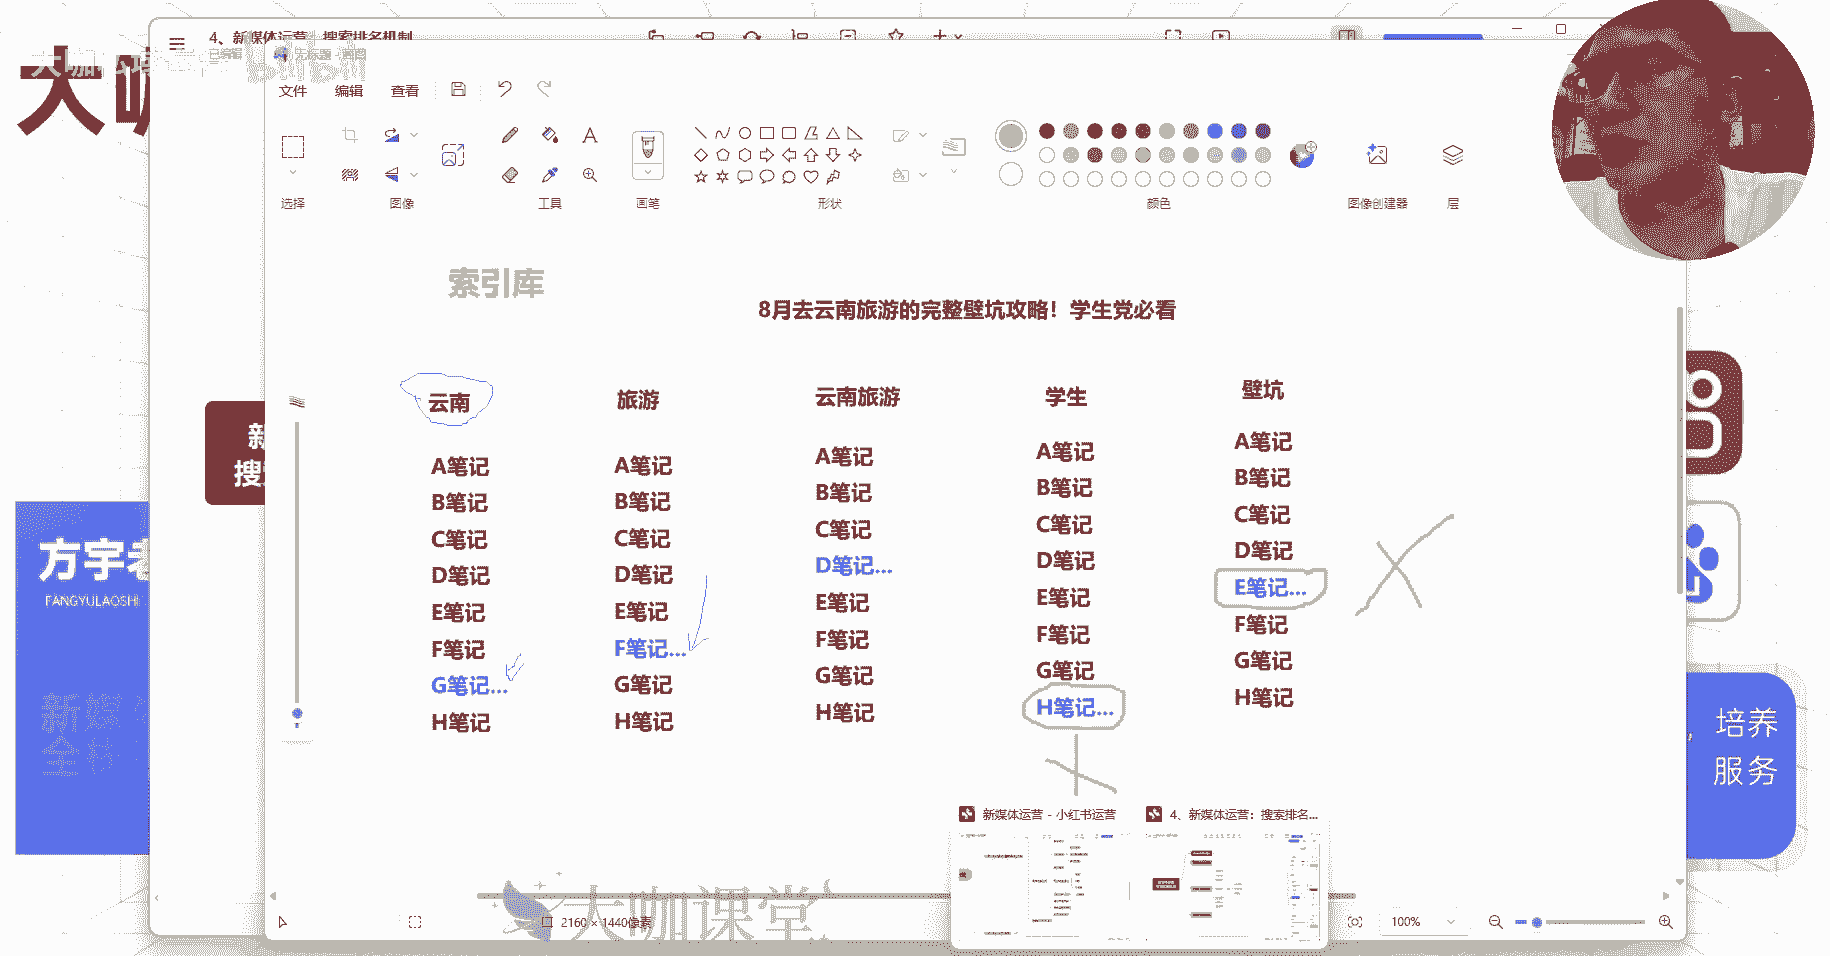 4、新媒体运营：搜索排名机制
大咖
bilibili
文件
编辑
查看
选择
图像
工具
画笔
形状
颜色
图像创建器
层
索引库
8月去云南旅游的完整壁坑攻略！学生党必看
云南
A笔记
B笔记
C笔记
D笔记
E笔记
F笔记
G笔记...
H笔记
旅游
A笔记
B笔记
C笔记
D笔记
E笔记
F笔记...
G笔记
H笔记
云南旅游
A笔记
B笔记
C笔记
D笔记...
E笔记
F笔记
G笔记
H笔记
学生
A笔记
B笔记
C笔记
D笔记
E笔记
F笔记
G笔记
H笔记...
壁坑
A笔记
B笔记
C笔记
D笔记
E笔记...
F笔记
G笔记
H笔记
新
搜
方宇老
FANGYULAOSHI
新媒
全
培养
服务
新媒体运营 - 小红书运营
4、新媒体运营：搜索排名...
大咖课堂
2160 × 1440像素
100%